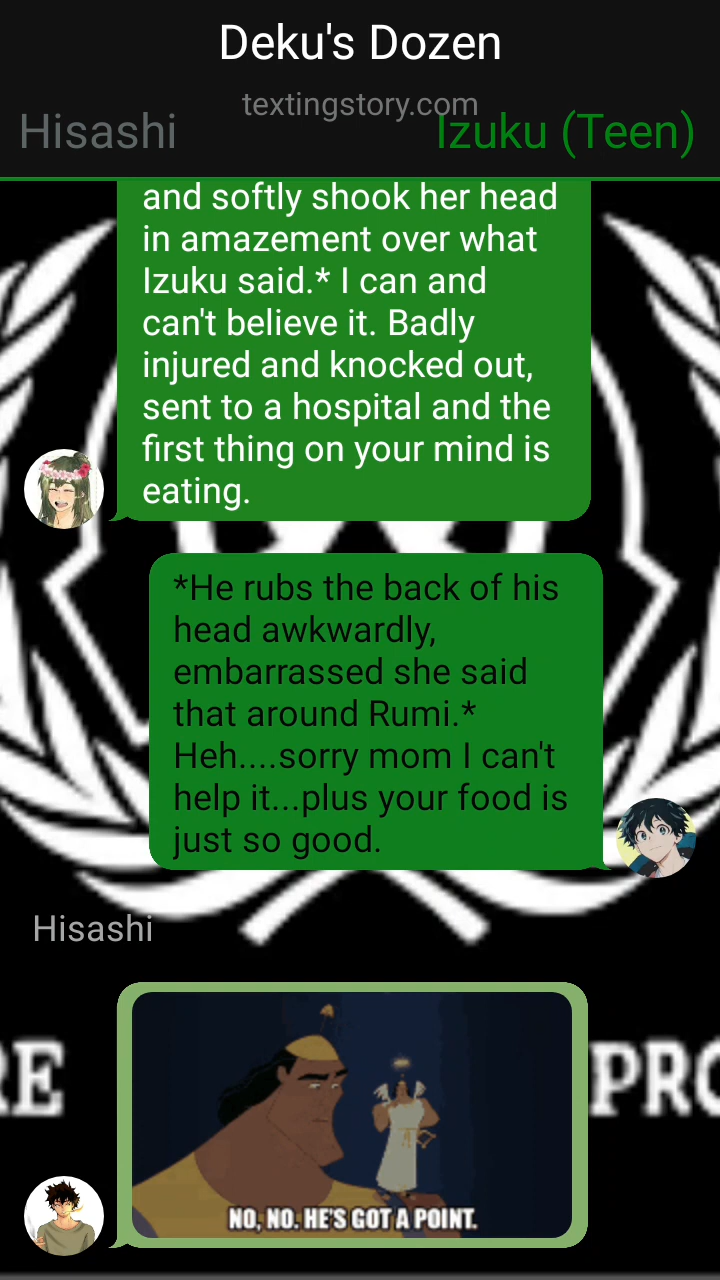 Deku's Dozen
textingstory.com
Hisashi
Izuku (Teen)
and softly shook her head
in amazement over what
Izuku said.* I can and
can't believe it. Badly
injured and knocked out,
sent to a hospital and the
first thing on your mind is
eating.
*He rubs the back of his
head awkwardly,
embarrassed she said
that around Rumi.*
Heh....sorry mom I can't
help it...plus your food is
just so good.
Hisashi
RE
PRO
NO, NO. HE'S GOT A POINT.